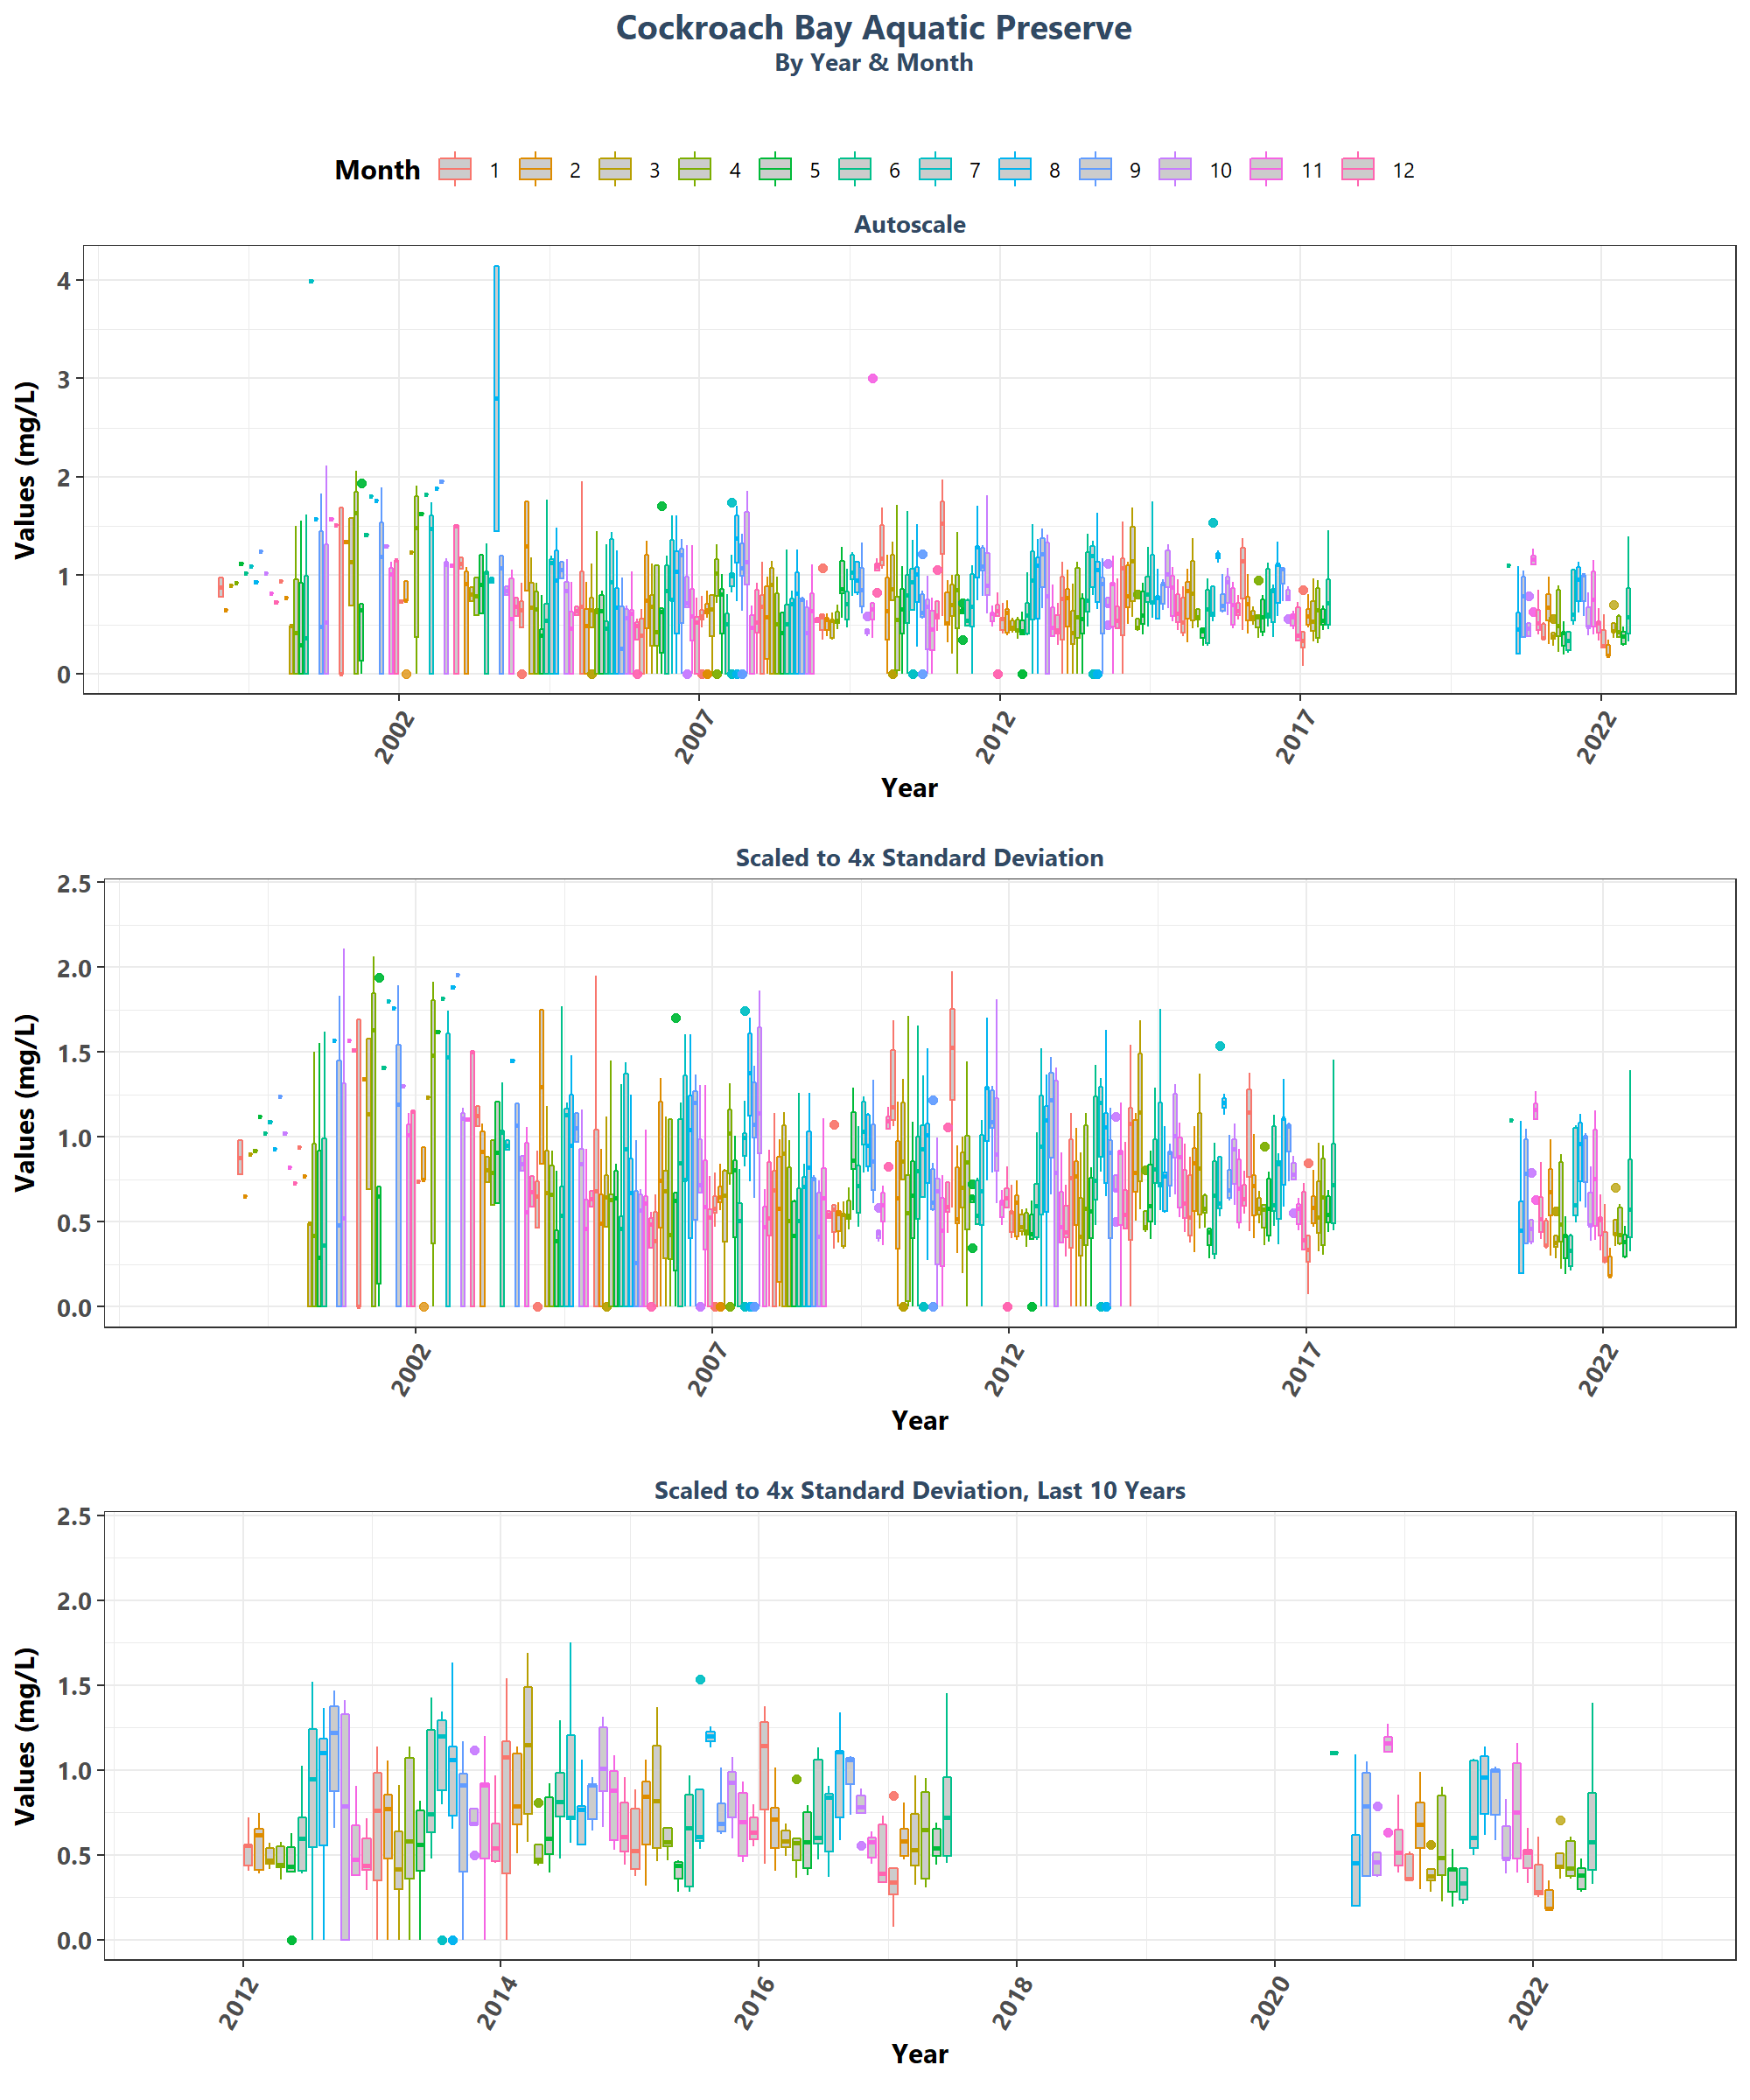 Cockroach Bay Aquatic Preserve
By Year & Month
Month 1 2 3 4 5 6 7 8 9 10 11 12
Autoscale
Values (mg/L)
4
3
2
1
0
2002 2007 2012 2017 2022
Year
Scaled to 4x Standard Deviation
Values (mg/L)
2.5
2.0
1.5
1.0
0.5
0.0
2002 2007 2012 2017 2022
Year
Scaled to 4x Standard Deviation, Last 10 Years
Values (mg/L)
2.5
2.0
1.5
1.0
0.5
0.0
2012 2014 2016 2018 2020 2022
Year